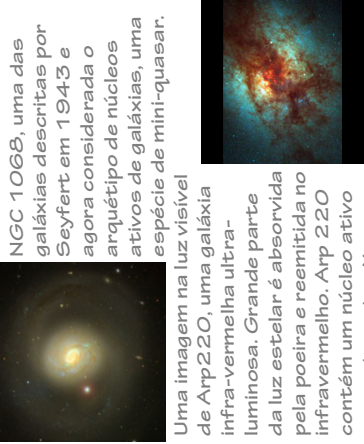 NGC 1068, uma das
galáxias descritas por
Seyfert em 1943 e
agora considerada o
arquétipo de núcleos
ativos de galáxias, uma
espécie de mini-quasar.
Uma imagem na luz visível
de Arp220, uma galáxia
infra-vermelha ultra-
luminosa. Grande parte
da luz estelar é absorvida
pela poeira e reemitida no
infravermelho. Arp 220
contém um núcleo ativo